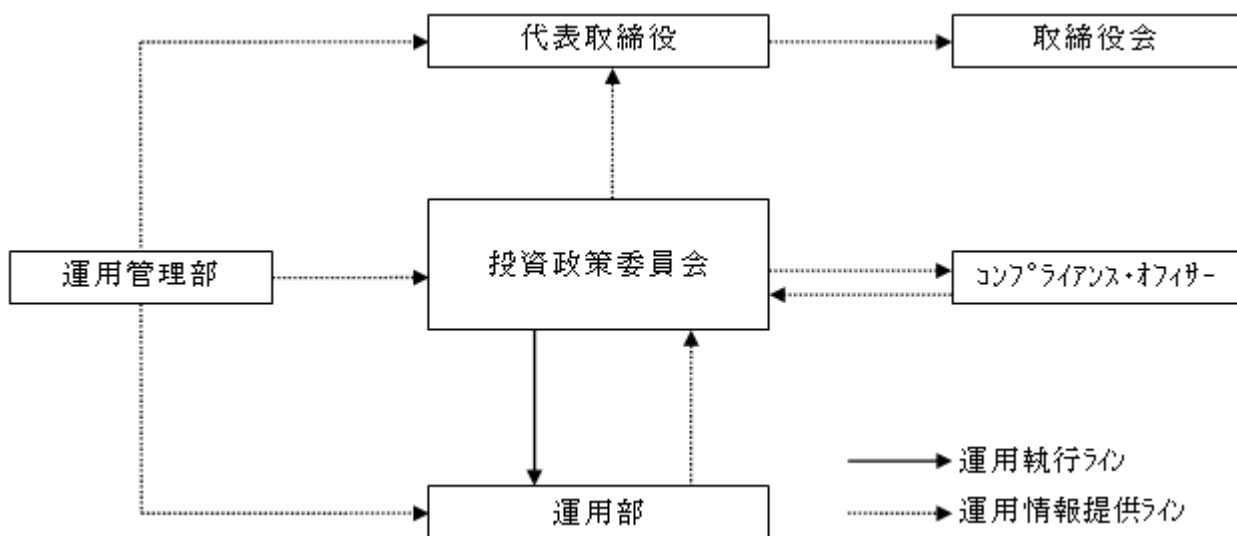 代表取締役
取締役会
運用管理部
投資政策委員会
コンプライアンス・オフィサー
運用執行ライン
運用部
運用情報提供ライン